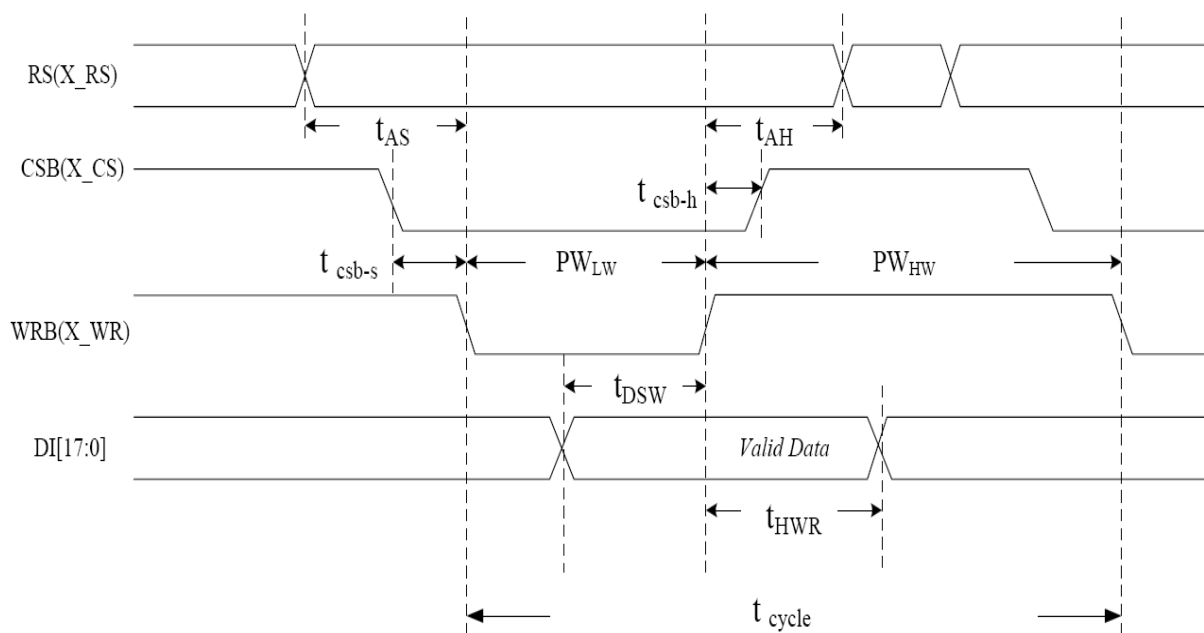 RS(X_RS)
tAS
tAH
CSB(X_CS)
t csb-h
t csb-s
PWLW
PWHW
WRB(X_WR)
tDSW
DI[17:0]
Valid Data
tHWR
t cycle